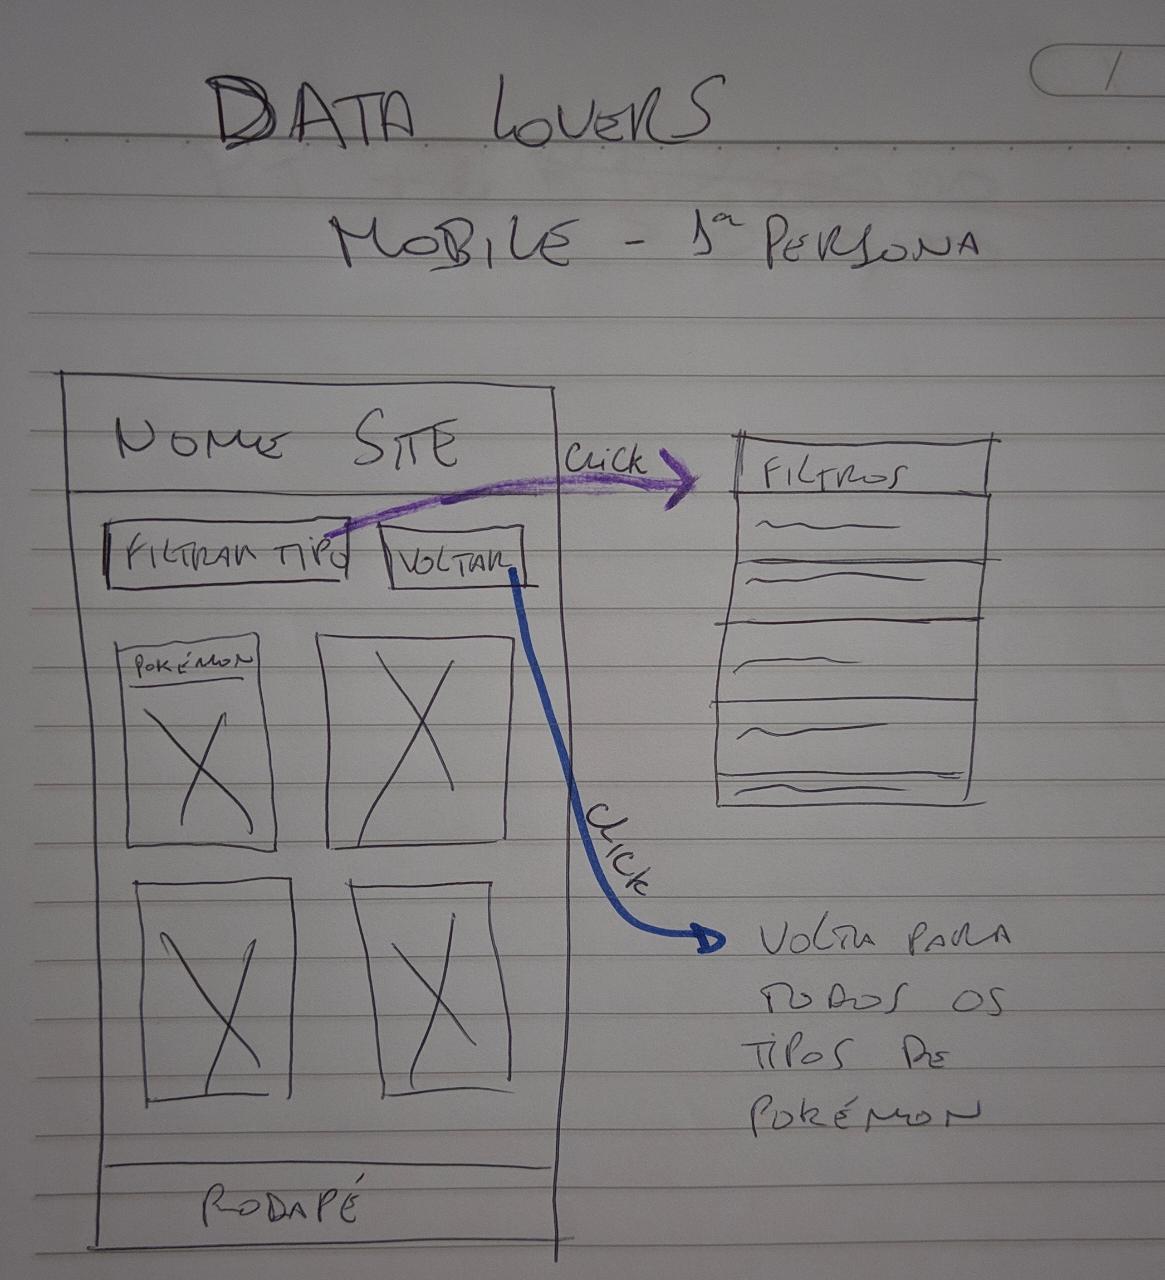 DATA LOVERS
MOBILE - 1ª PERSONA
NOME SITE
CLICK
FILTROS
FILTRAR TIPO
VOLTAR
POKÉMON
CLICK
VOLTA PARA
TODOS OS
TIPOS DE
POKÉMON
RODAPÉ